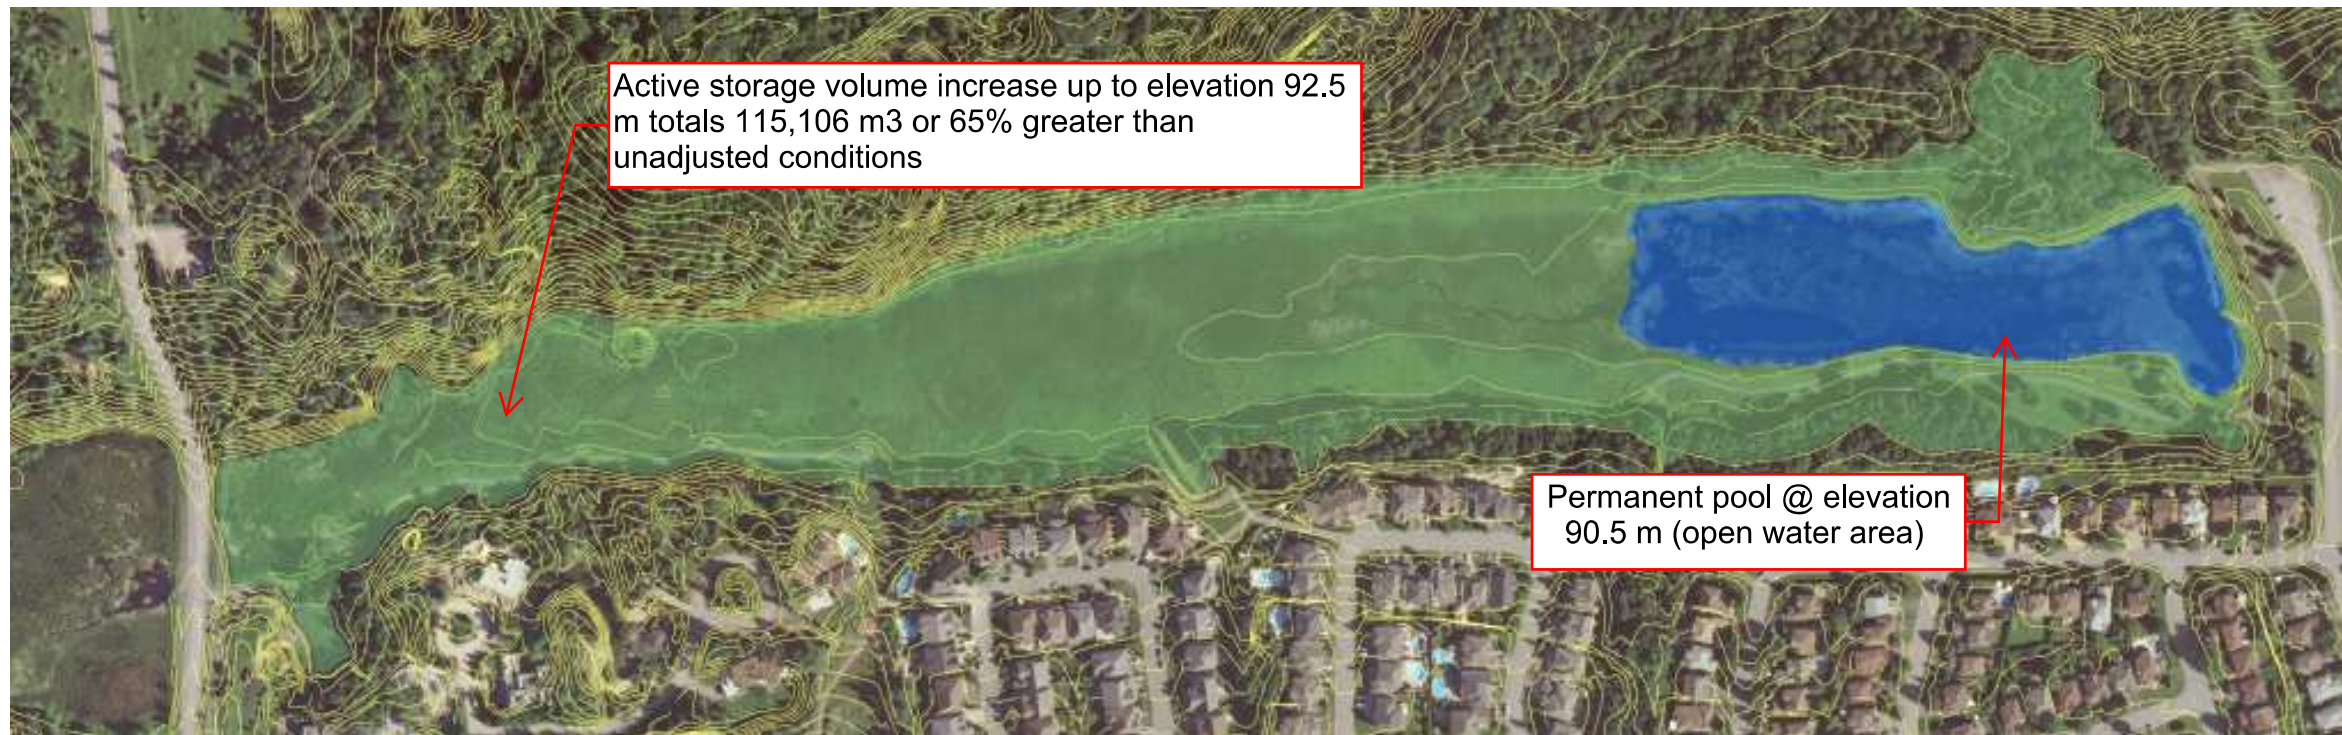 Active storage volume increase up to elevation 92.5
m totals 115,106 m3 or 65% greater than
unadjusted conditions
Permanent pool @ elevation
90.5 m (open water area)